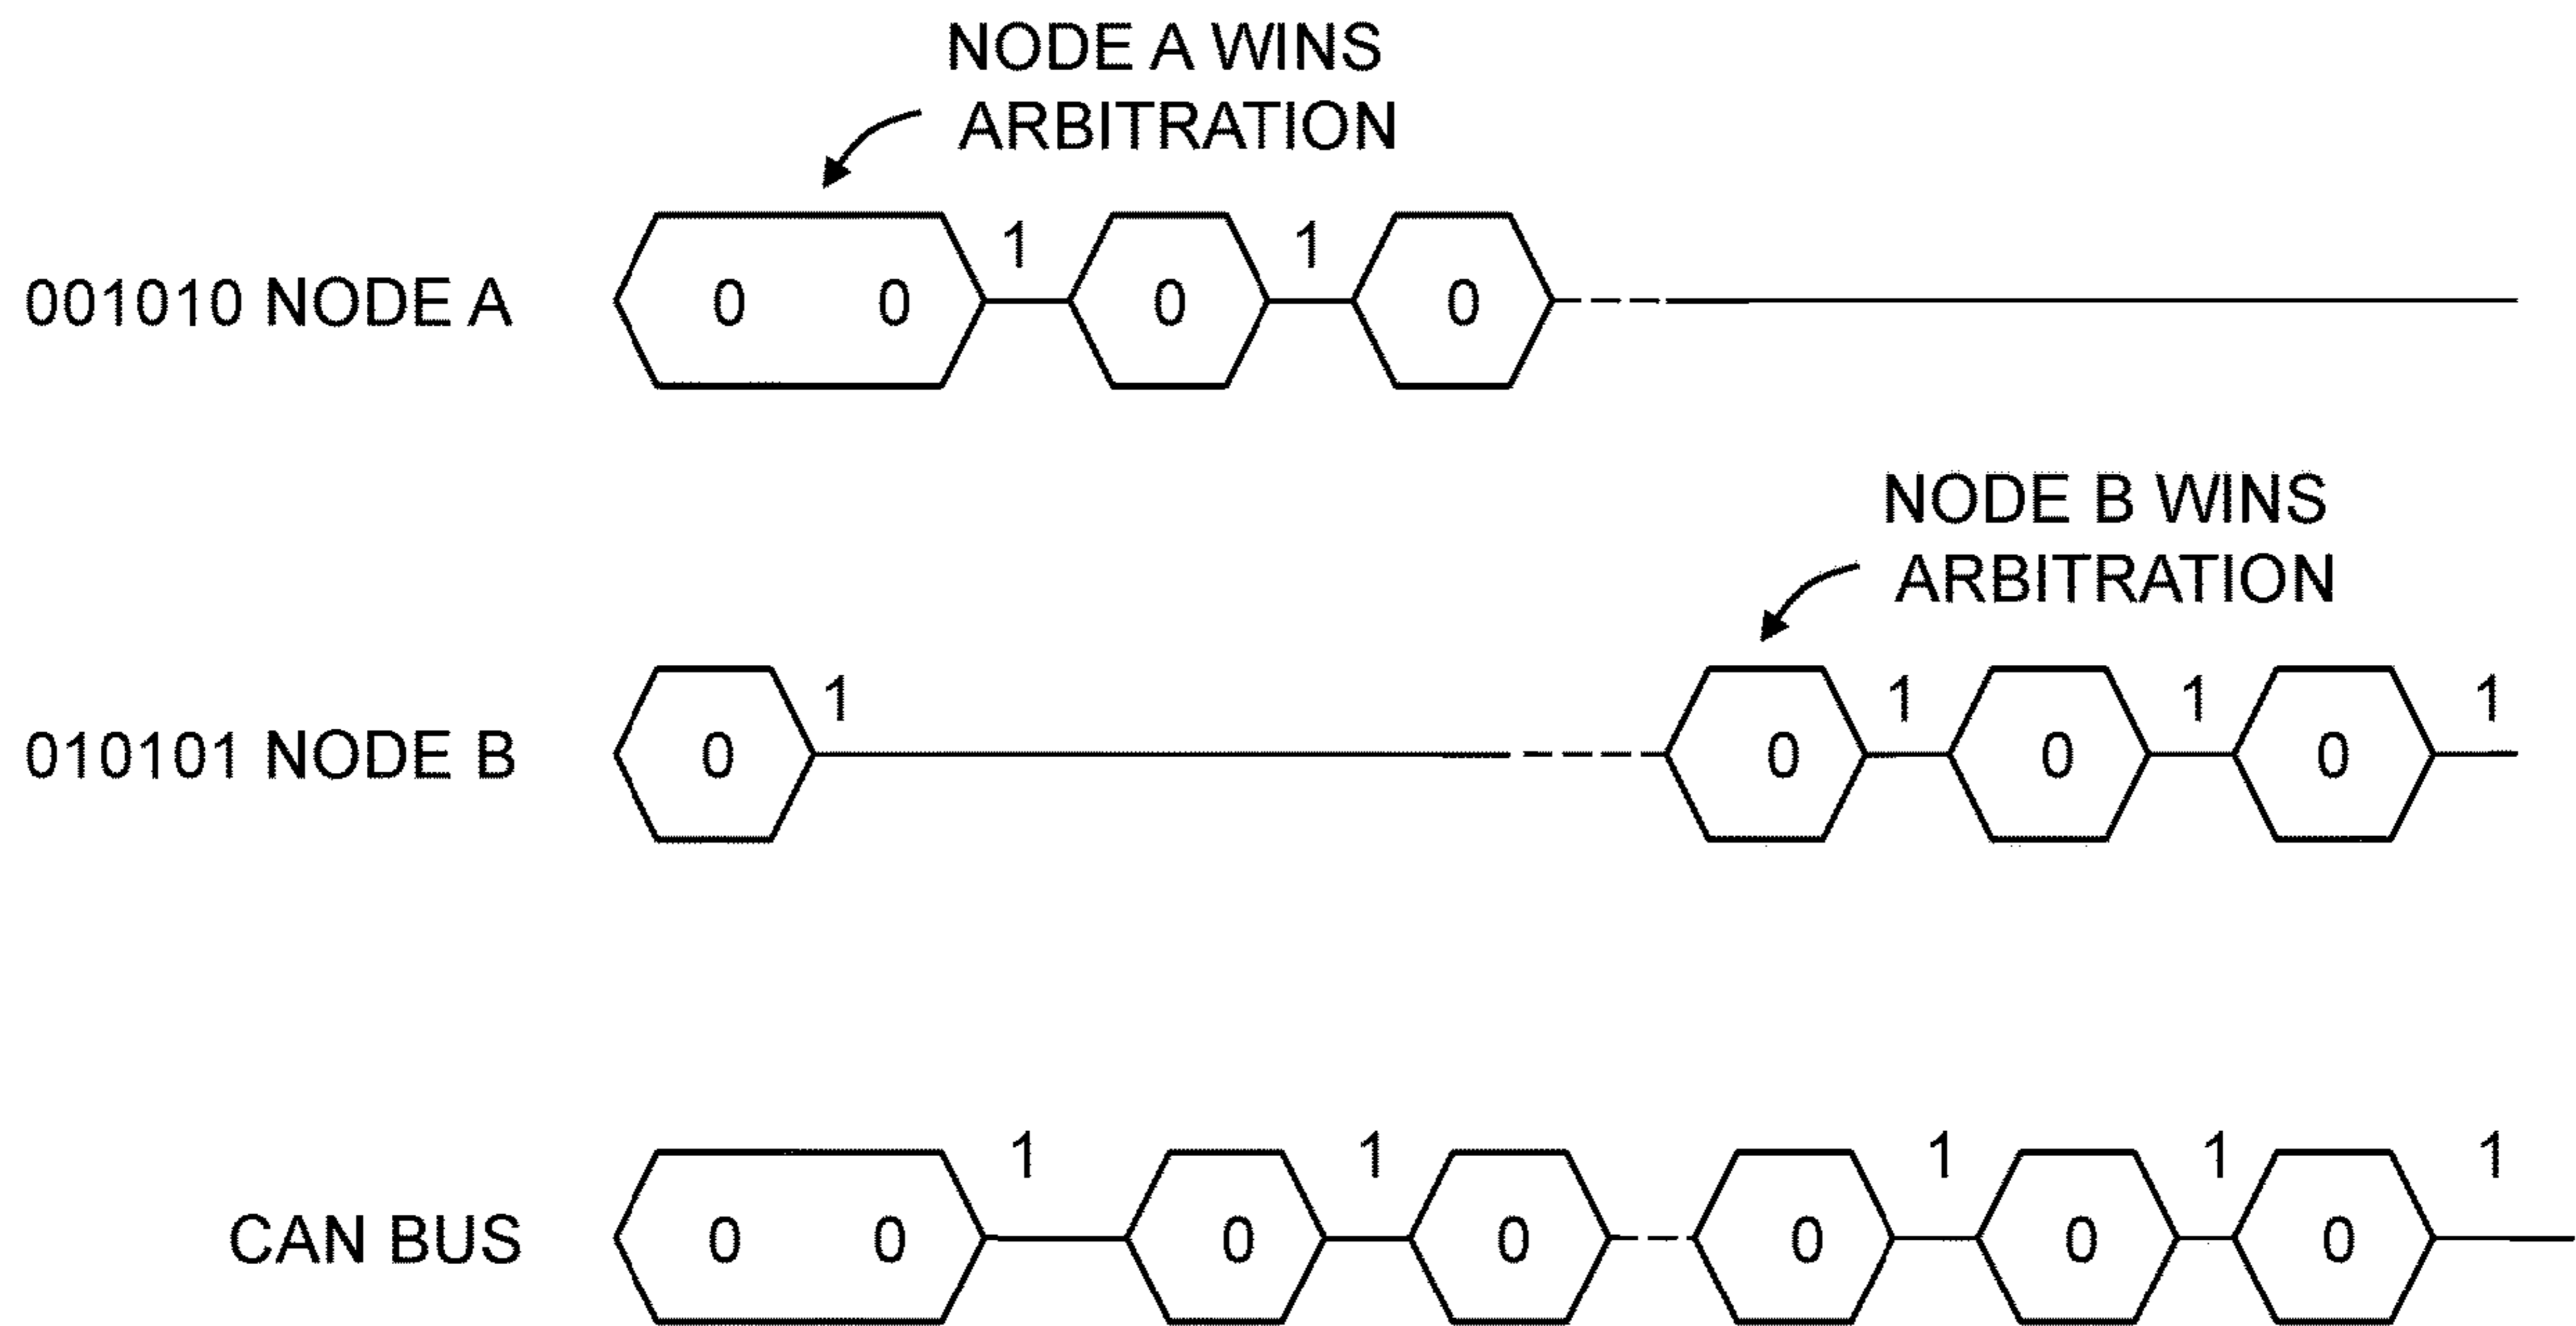 NODE A WINS
ARBITRATION
1 1
001010 NODE A 0 0 0 0
NODE B WINS
ARBITRATION
1 1 1 1
010101 NODE B 0 0 0 0
1 1 1 1 1
CAN BUS 0 0 0 0 0 0 0